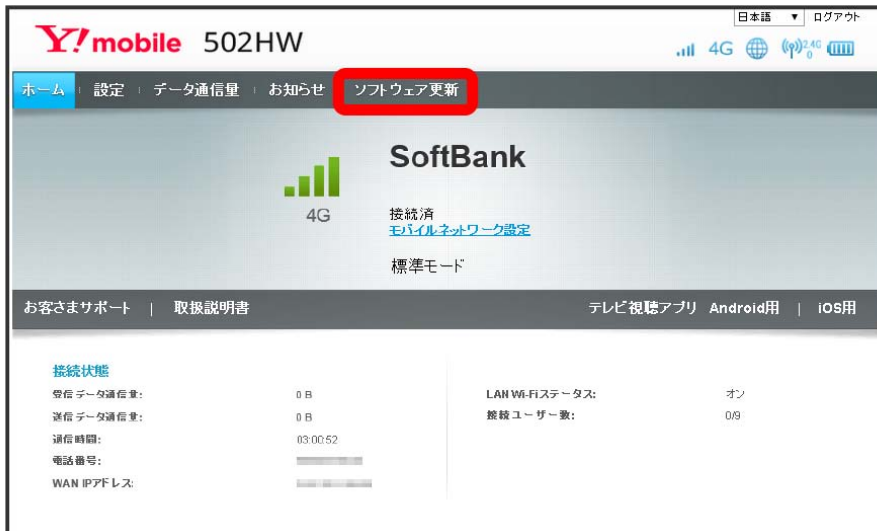 日本語 ▼ ログアウト
Y!mobile 502HW
4G 2.4G 0
ホーム 設定 データ通信量 お知らせ ソフトウェア更新
SoftBank
4G
接続済
モバイルネットワーク設定
標準モード
お客さまサポート | 取扱説明書 テレビ視聴アプリ Android用 | iOS用
接続状態
受信データ通信量: 0 B LAN Wi-Fiステータス: オン
送信データ通信量: 0 B 接続ユーザー数: 0/9
通信時間: 03:00:52
電話番号:
WAN IPアドレス: